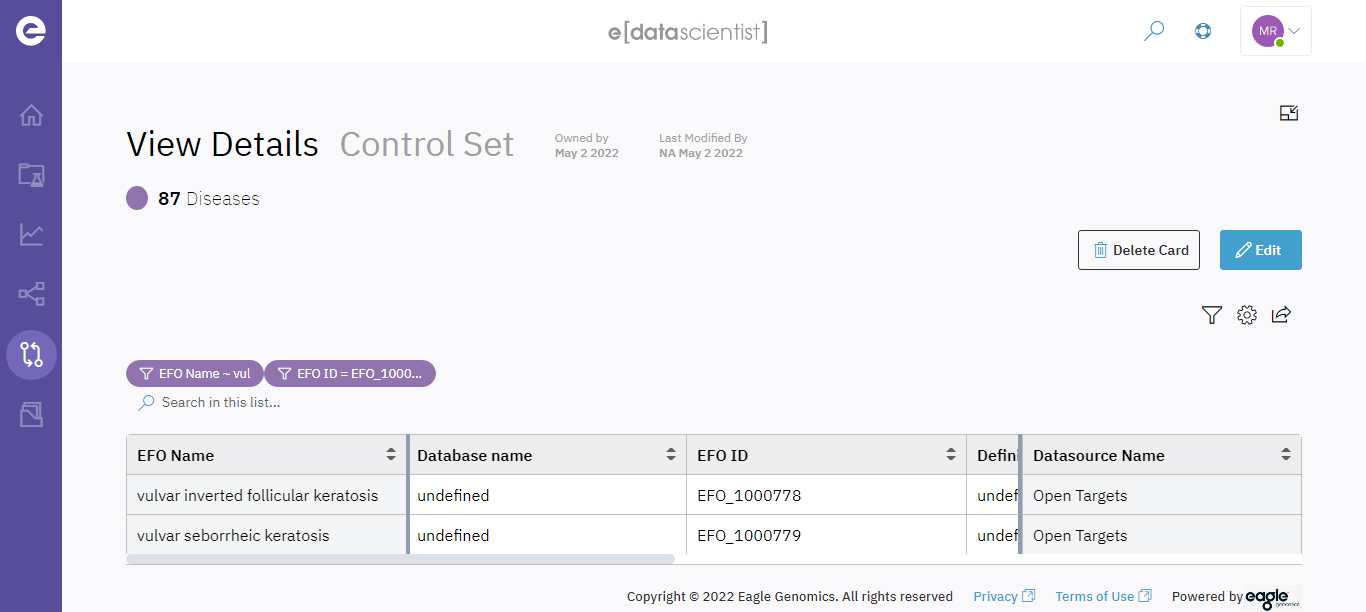 e[datascientist]
MR
View Details Control Set
Owned by
May 2 2022
Last Modified By
NA May 2 2022
87 Diseases
Delete Card
Edit
EFO Name ~ vul
EFO ID = EFO_1000...
Search in this list...
EFO Name Database name EFO ID Defini Datasource Name
vulvar inverted follicular keratosis undefined EFO_1000778 undef Open Targets
vulvar seborrheic keratosis undefined EFO_1000779 undef Open Targets
Copyright © 2022 Eagle Genomics. All rights reserved Privacy Terms of Use Powered by eagle genomics